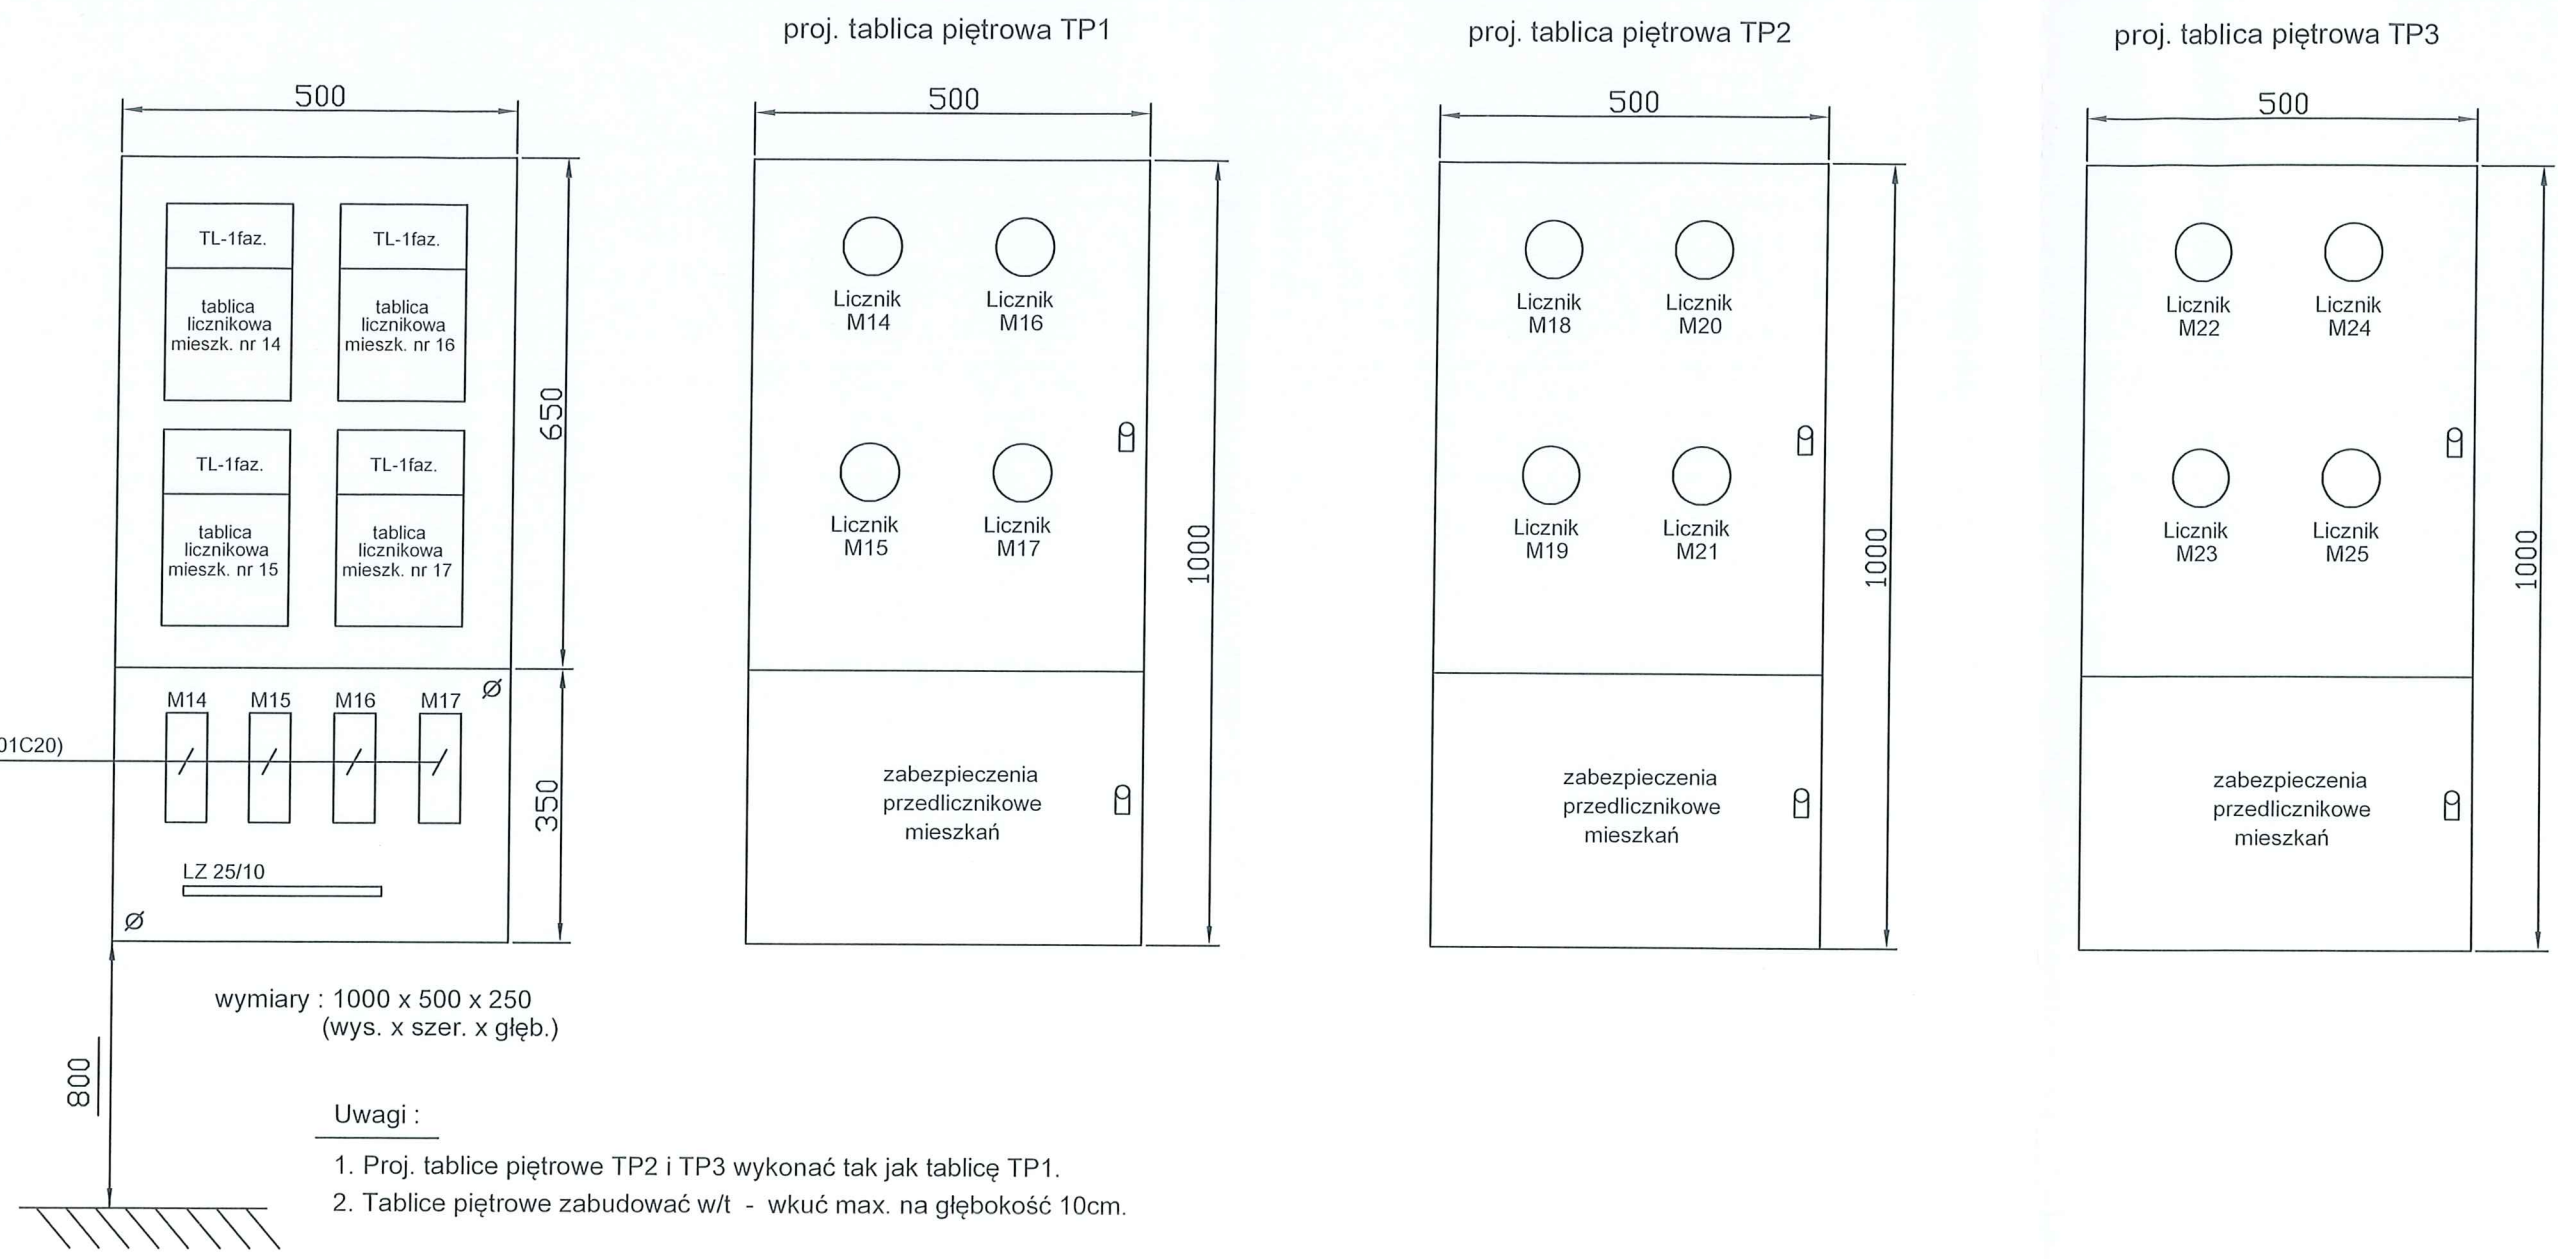 proj. tablica piętrowa TP1
proj. tablica piętrowa TP2
proj. tablica piętrowa TP3
500
500
500
500
TL-1faz.
tablica
licznikowa
mieszk. nr 14
TL-1faz.
tablica
licznikowa
mieszk. nr 16
TL-1faz.
tablica
licznikowa
mieszk. nr 15
TL-1faz.
tablica
licznikowa
mieszk. nr 17
650
M14
M15
M16
M17
Ø
01C20)
350
LZ 25/10
Ø
Licznik
M14
Licznik
M16
Licznik
M15
Licznik
M17
1000
zabezpieczenia
przedlicznikowe
mieszkań
Licznik
M18
Licznik
M20
Licznik
M19
Licznik
M21
1000
zabezpieczenia
przedlicznikowe
mieszkań
Licznik
M22
Licznik
M24
Licznik
M23
Licznik
M25
1000
zabezpieczenia
przedlicznikowe
mieszkań
wymiary : 1000 x 500 x 250
(wys. x szer. x głęb.)
800
Uwagi :
1. Proj. tablice piętrowe TP2 i TP3 wykonać tak jak tablicę TP1.
2. Tablice piętrowe zabudować w/t - wkuć max. na głębokość 10cm.